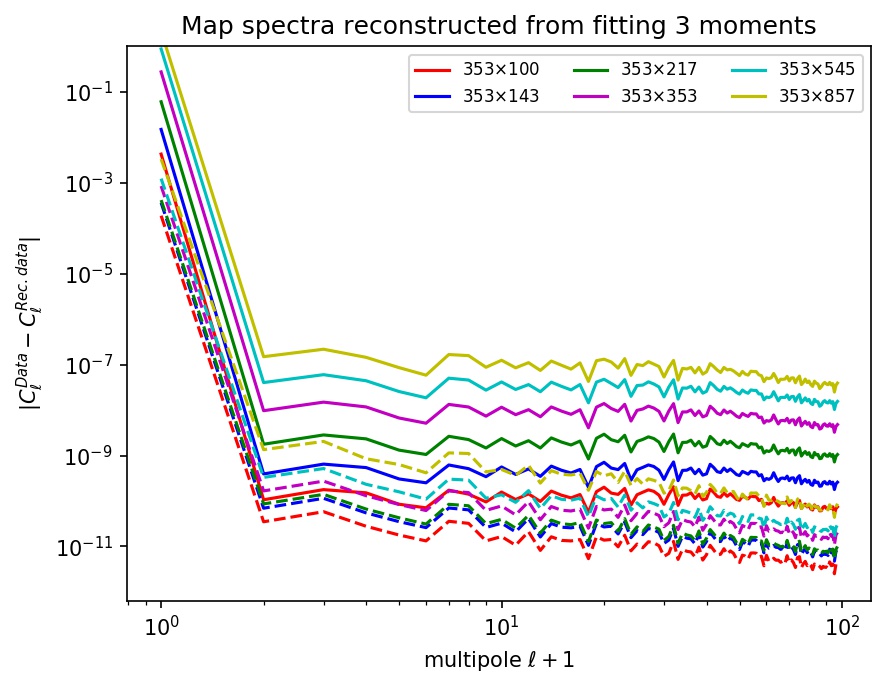 Map spectra reconstructed from fitting 3 moments
353×100 353×217 353×545
353×143 353×353 353×857
10⁻¹
10⁻³
10⁻⁵
10⁻⁷
10⁻⁹
10⁻¹¹
|C_ℓ^{Data} − C_ℓ^{Rec. data}|
10⁰ 10¹ 10²
multipole ℓ + 1